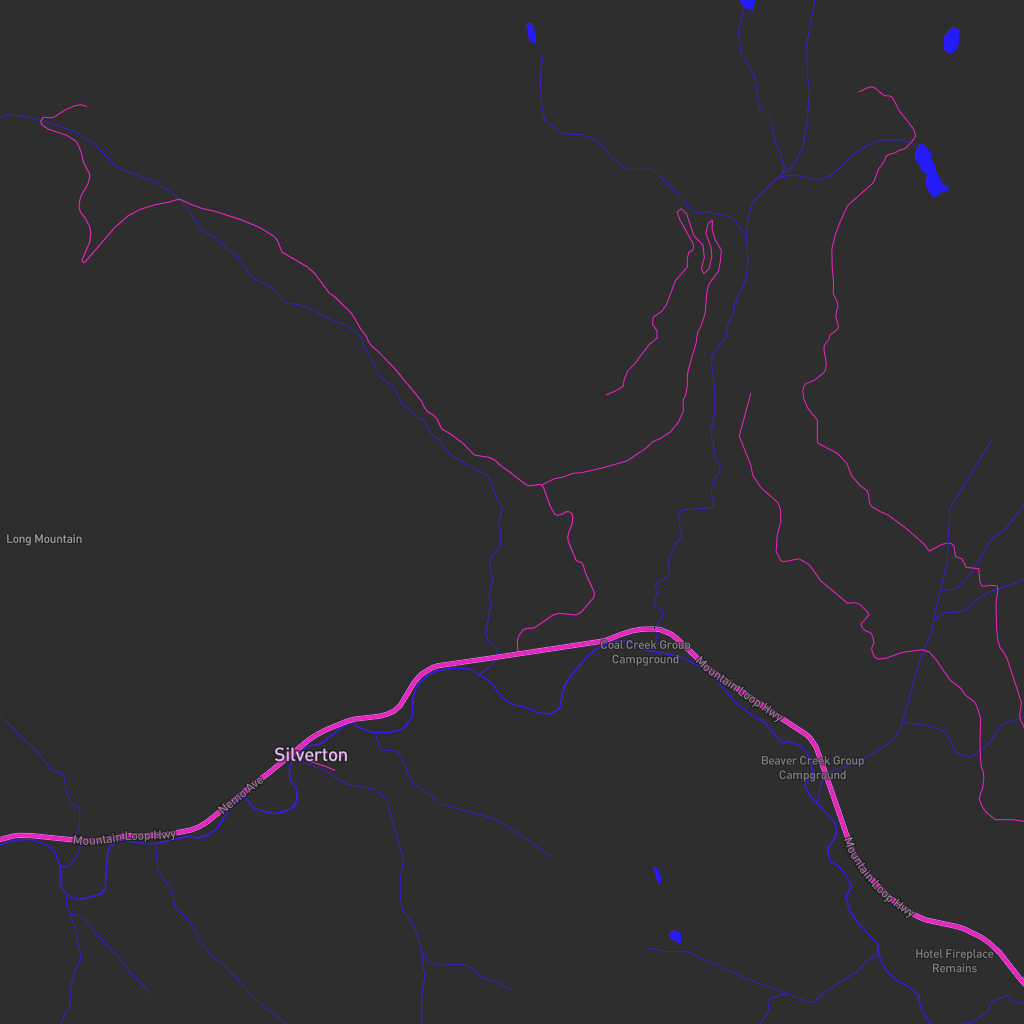 Long Mountain
Coal Creek Group
Campground
Mountain Loop Hwy
Silverton
Beaver Creek Group
Campground
Nemo Ave
Mountain Loop Hwy
Mountain Loop Hwy
Hotel Fireplace
Remains